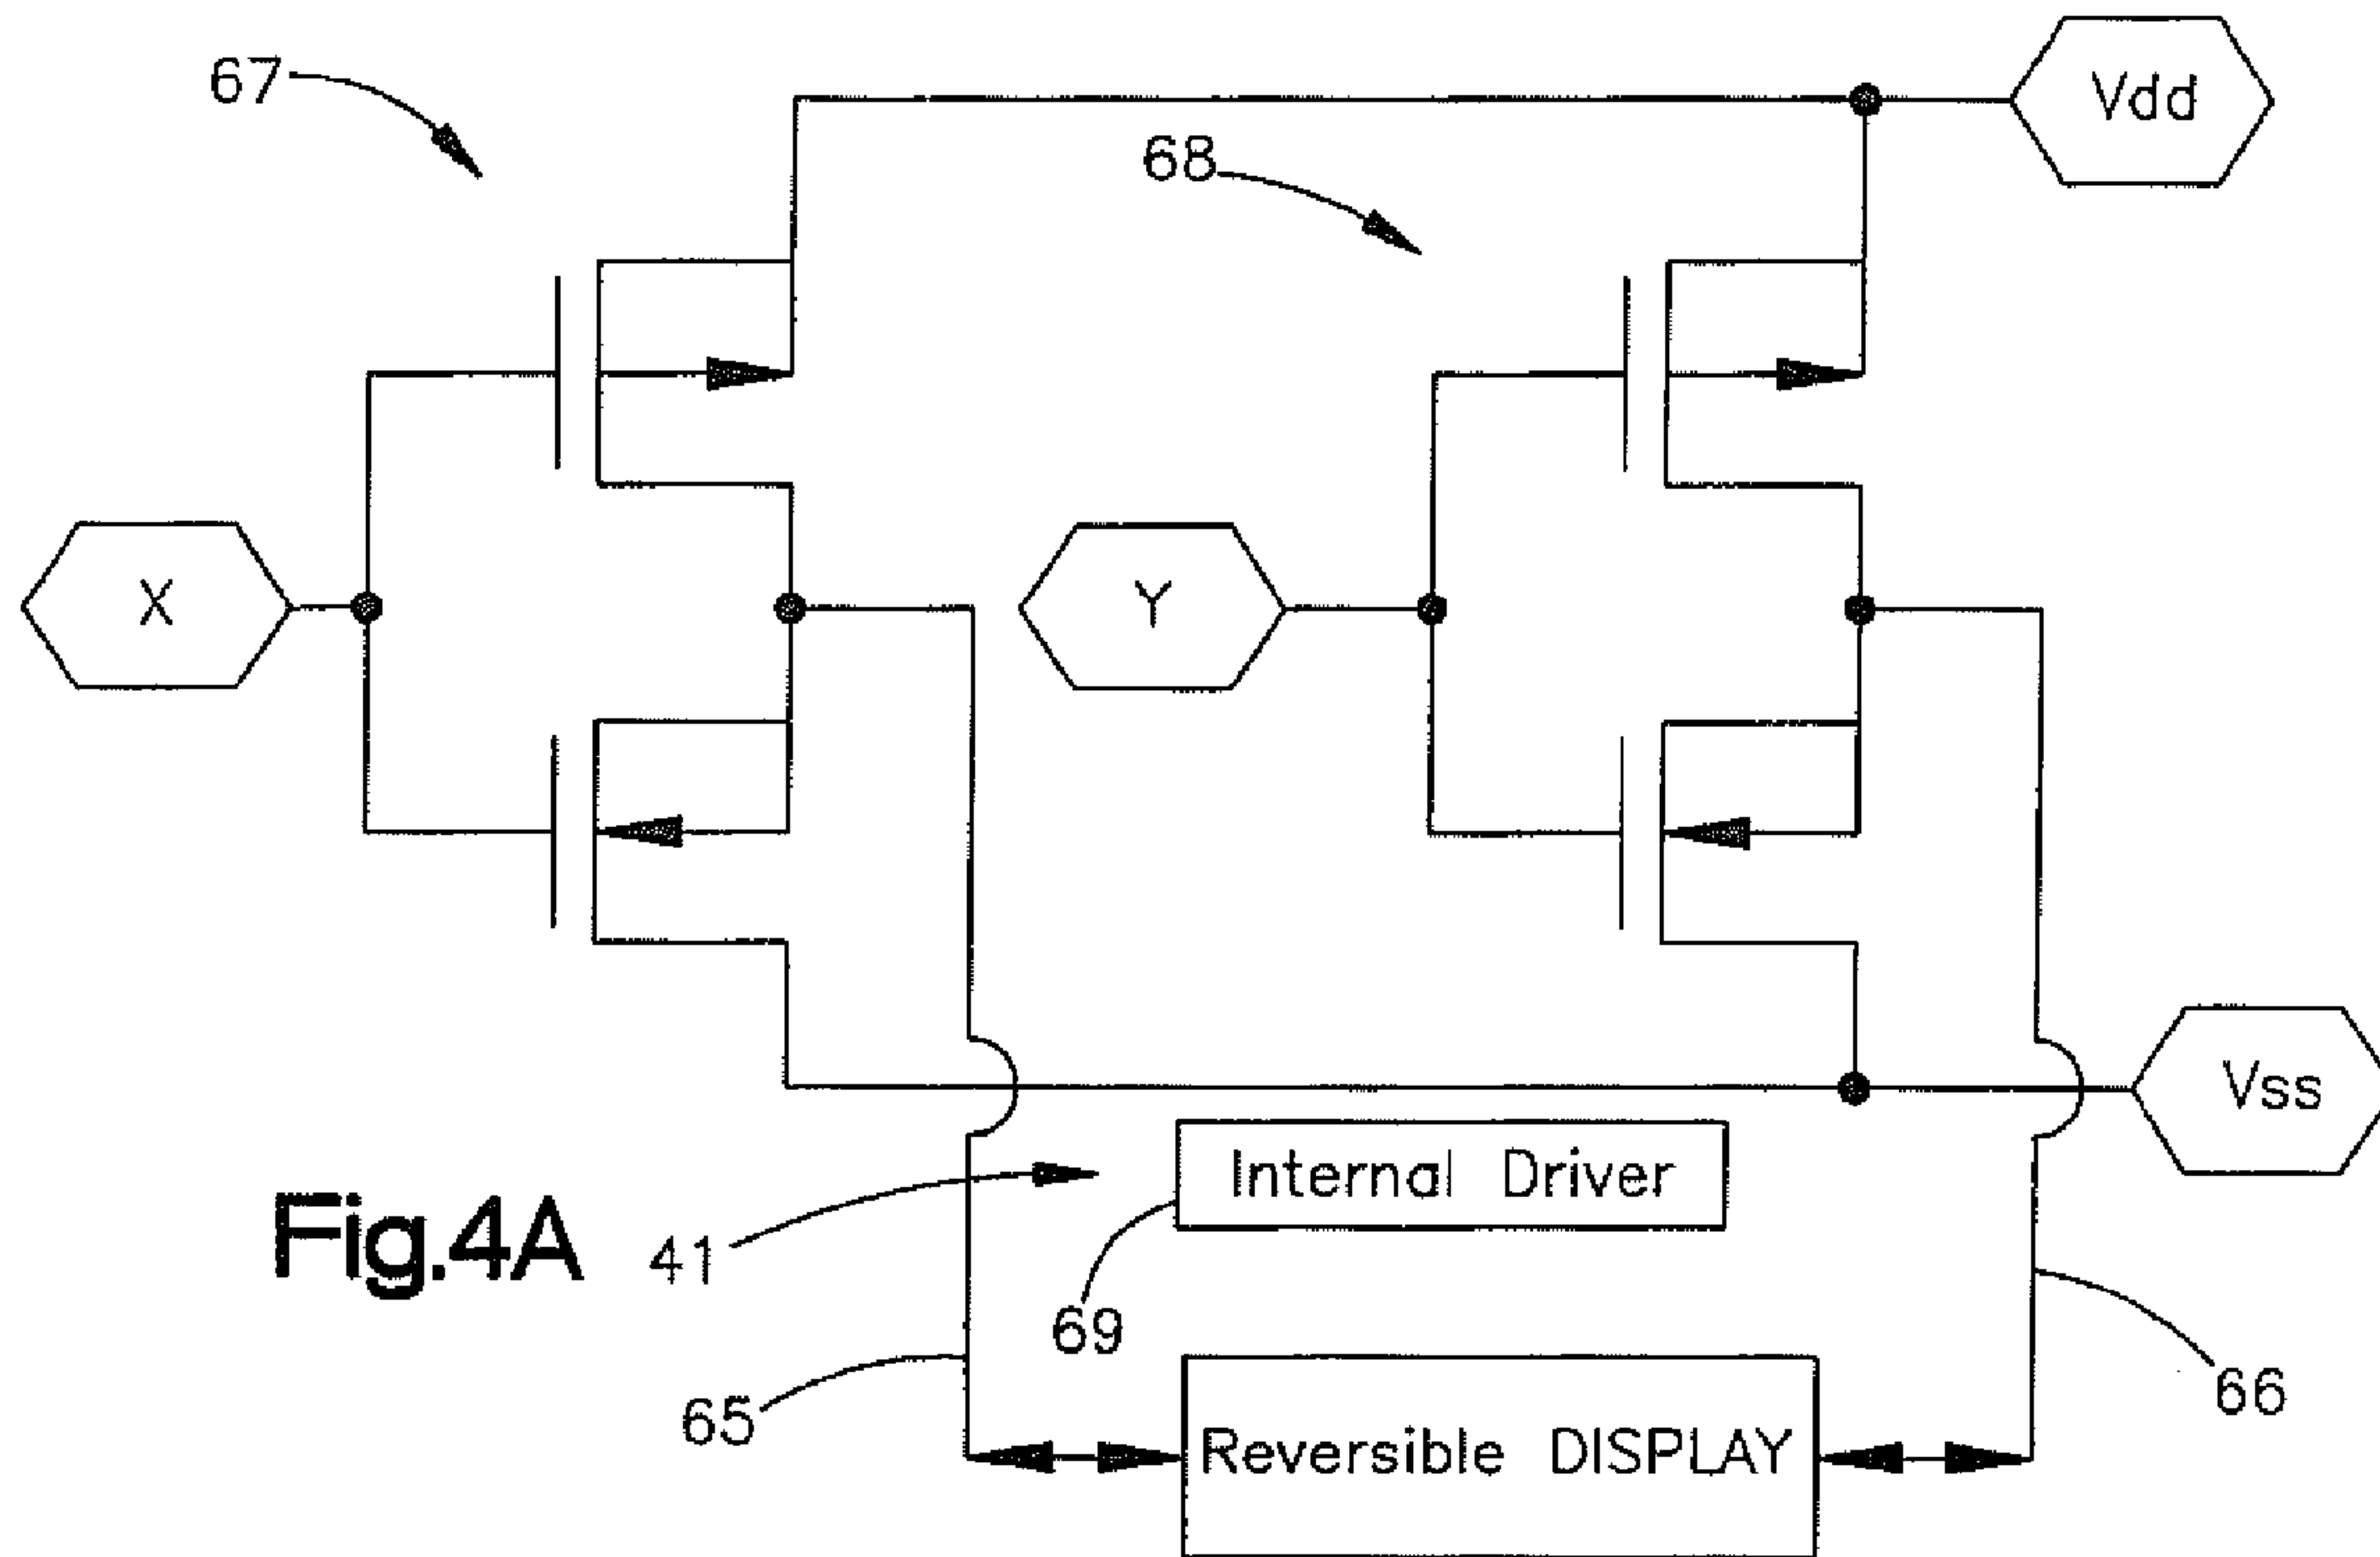 67
68
Vdd
X
Y
Vss
Internal Driver
Fig.4A
41
69
65
66
Reversible DISPLAY